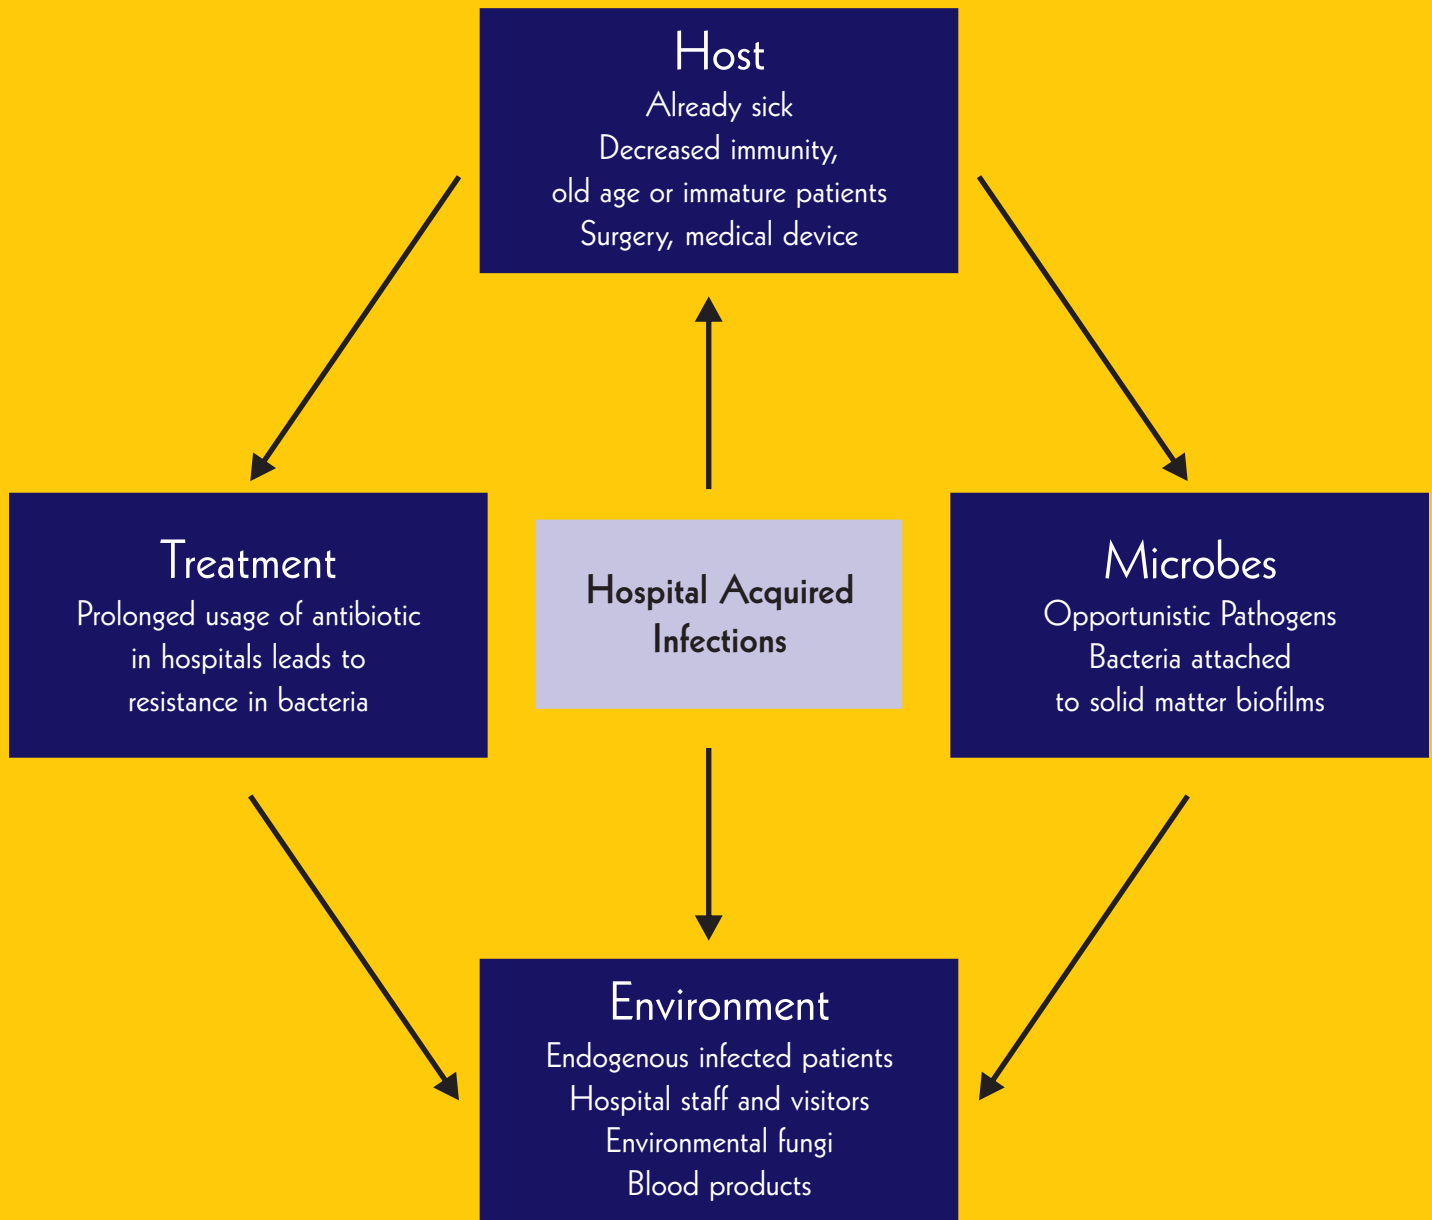 Host
Already sick
Decreased immunity,
old age or immature patients
Surgery, medical device
Treatment
Prolonged usage of antibiotic
in hospitals leads to
resistance in bacteria
Hospital Acquired
Infections
Microbes
Opportunistic Pathogens
Bacteria attached
to solid matter biofilms
Environment
Endogenous infected patients
Hospital staff and visitors
Environmental fungi
Blood products